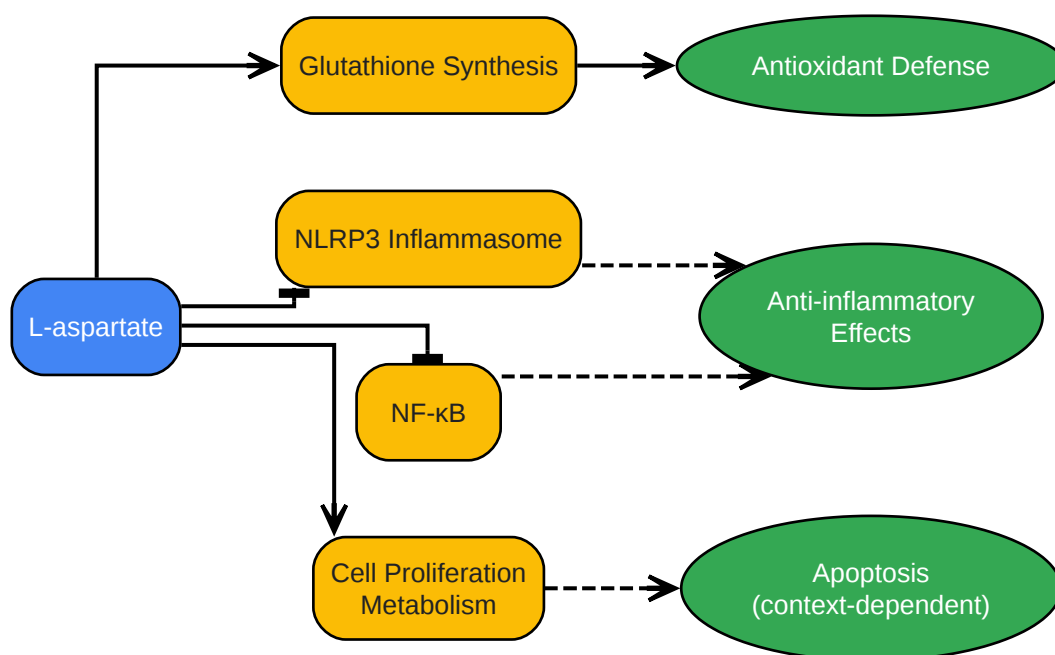 Glutathione Synthesis
Antioxidant Defense
NLRP3 Inflammasome
Anti-inflammatory
Effects
L-aspartate
NF-κB
Cell Proliferation
Metabolism
Apoptosis
(context-dependent)